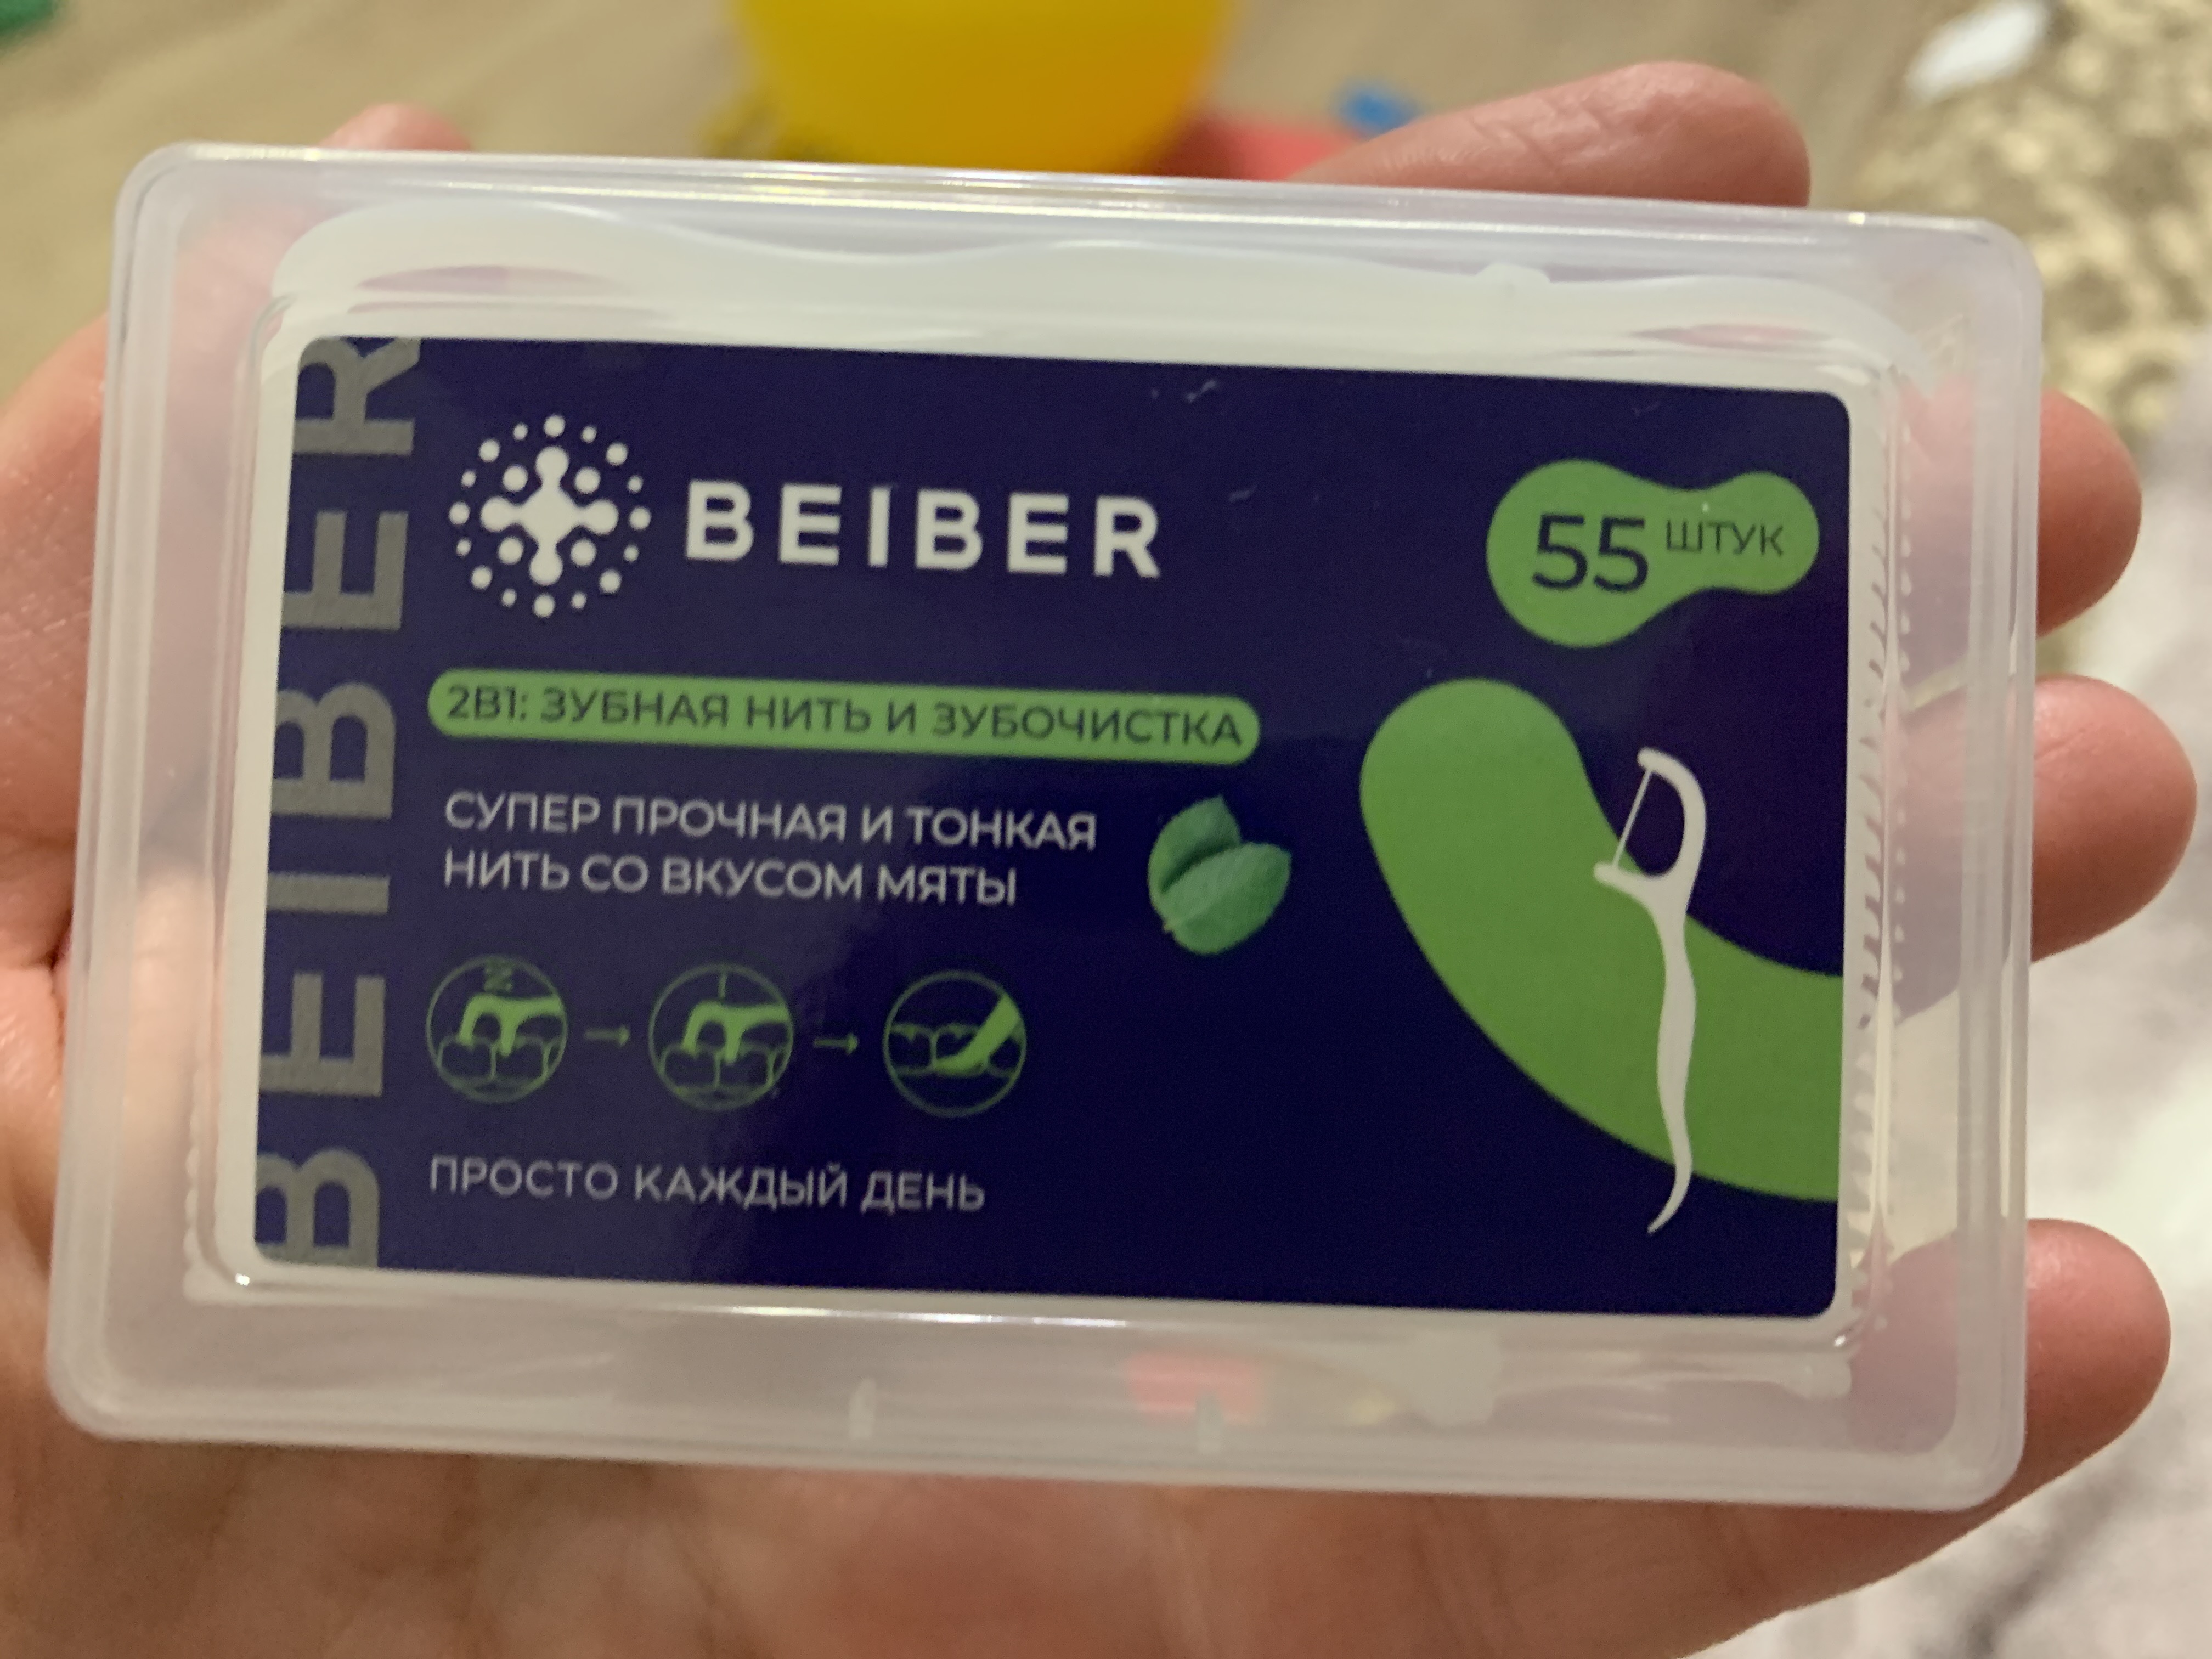 BEIBER
BEIBER
55 ШТУК
2В1: ЗУБНАЯ НИТЬ И ЗУБОЧИСТКА
СУПЕР ПРОЧНАЯ И ТОНКАЯ
НИТЬ СО ВКУСОМ МЯТЫ
ПРОСТО КАЖДЫЙ ДЕНЬ